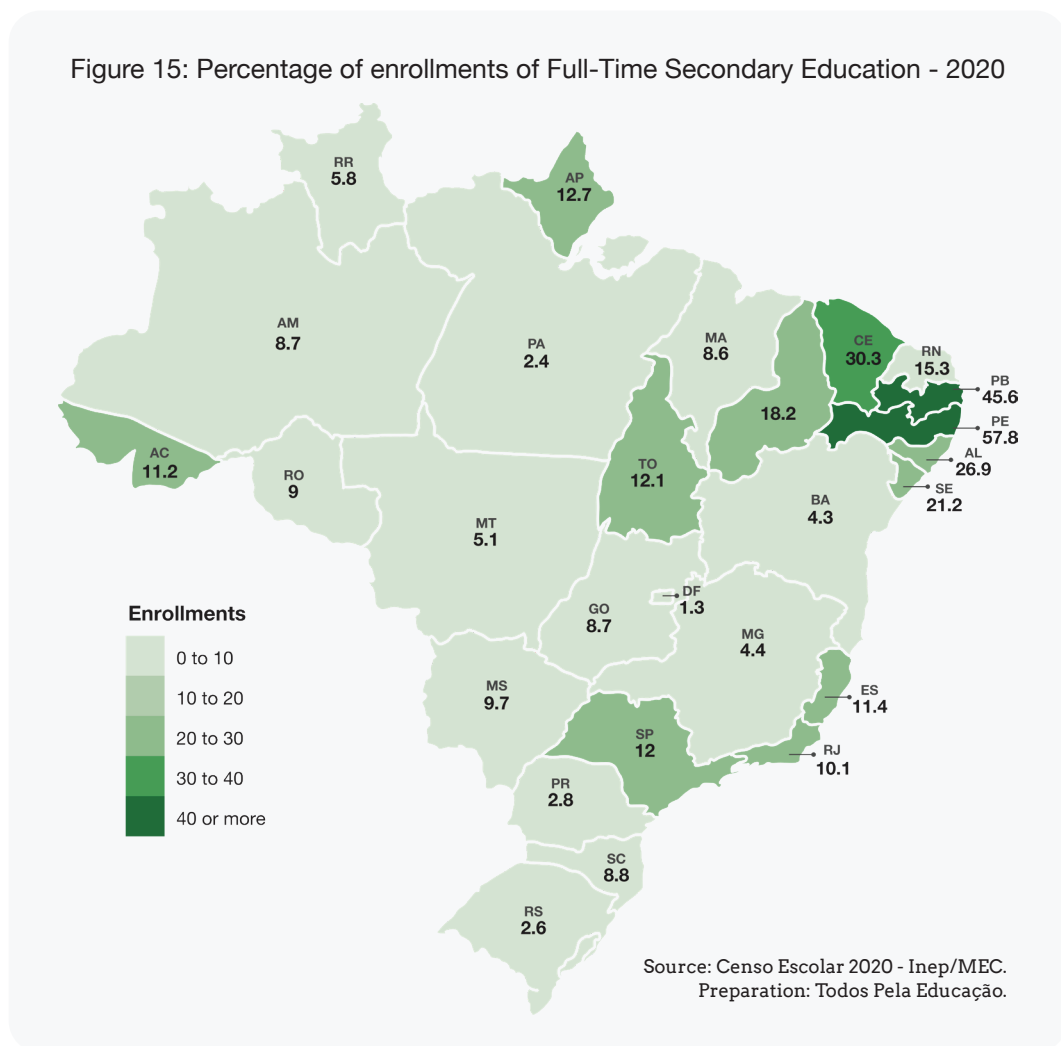 Figure 15: Percentage of enrollments of Full-Time Secondary Education - 2020
RR
5.8
AP
12.7
AM
8.7
PA
2.4
MA
8.6
CE
30.3
RN
15.3
PB
45.6
PE
57.8
AL
26.9
SE
21.2
18.2
AC
11.2
RO
9
TO
12.1
BA
4.3
MT
5.1
DF
1.3
GO
8.7
MG
4.4
MS
9.7
ES
11.4
SP
12
RJ
10.1
PR
2.8
SC
8.8
RS
2.6
Enrollments
0 to 10
10 to 20
20 to 30
30 to 40
40 or more
Source: Censo Escolar 2020 - Inep/MEC.
Preparation: Todos Pela Educação.